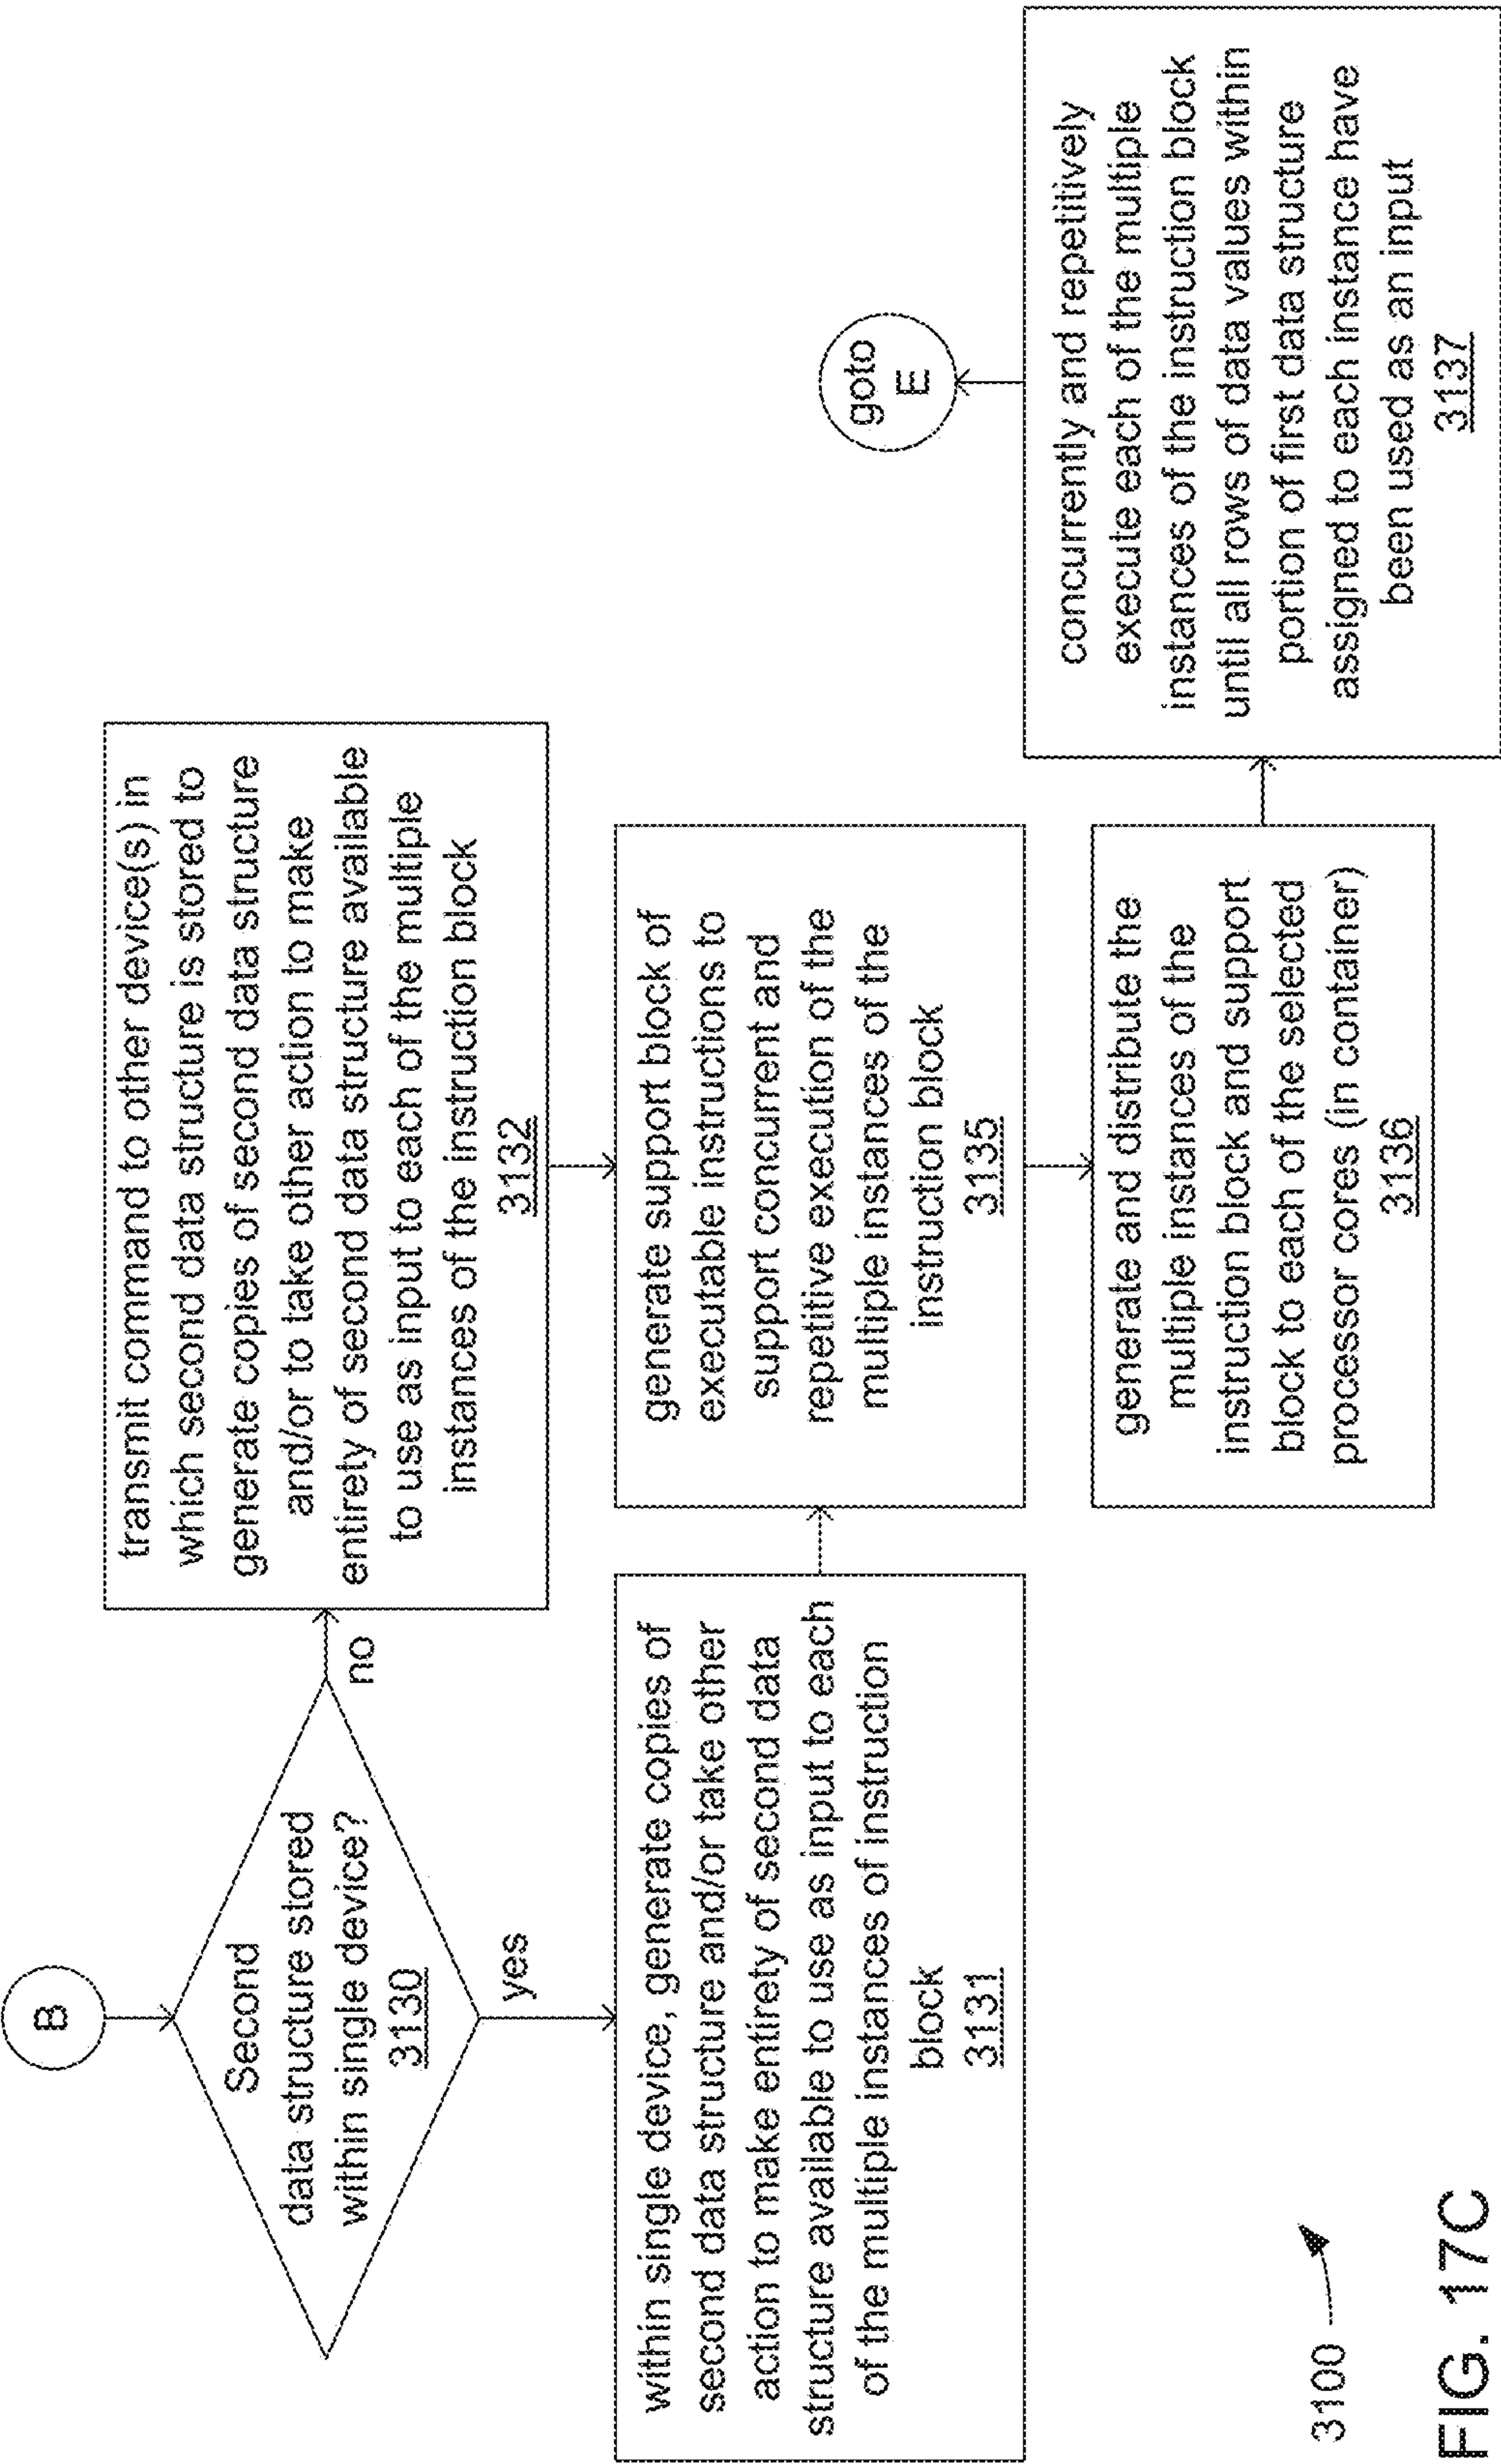 B
Second
data structure stored
within single device?
3130
no
yes
transmit command to other device(s) in
which second data structure is stored to
generate copies of second data structure
and/or to take other action to make
entirety of second data structure available
to use as input to each of the multiple
instances of the instruction block
3132
within single device, generate copies of
second data structure and/or take other
action to make entirety of second data
structure available to use as input to each
of the multiple instances of instruction
block
3131
generate support block of
executable instructions to
support concurrent and
repetitive execution of the
multiple instances of the
instruction block
3135
generate and distribute the
multiple instances of the
instruction block and support
block to each of the selected
processor cores (in container)
3136
concurrently and repetitively
execute each of the multiple
instances of the instruction block
until all rows of data values within
portion of first data structure
assigned to each instance have
been used as an input
3137
goto
E
3100
FIG. 17C